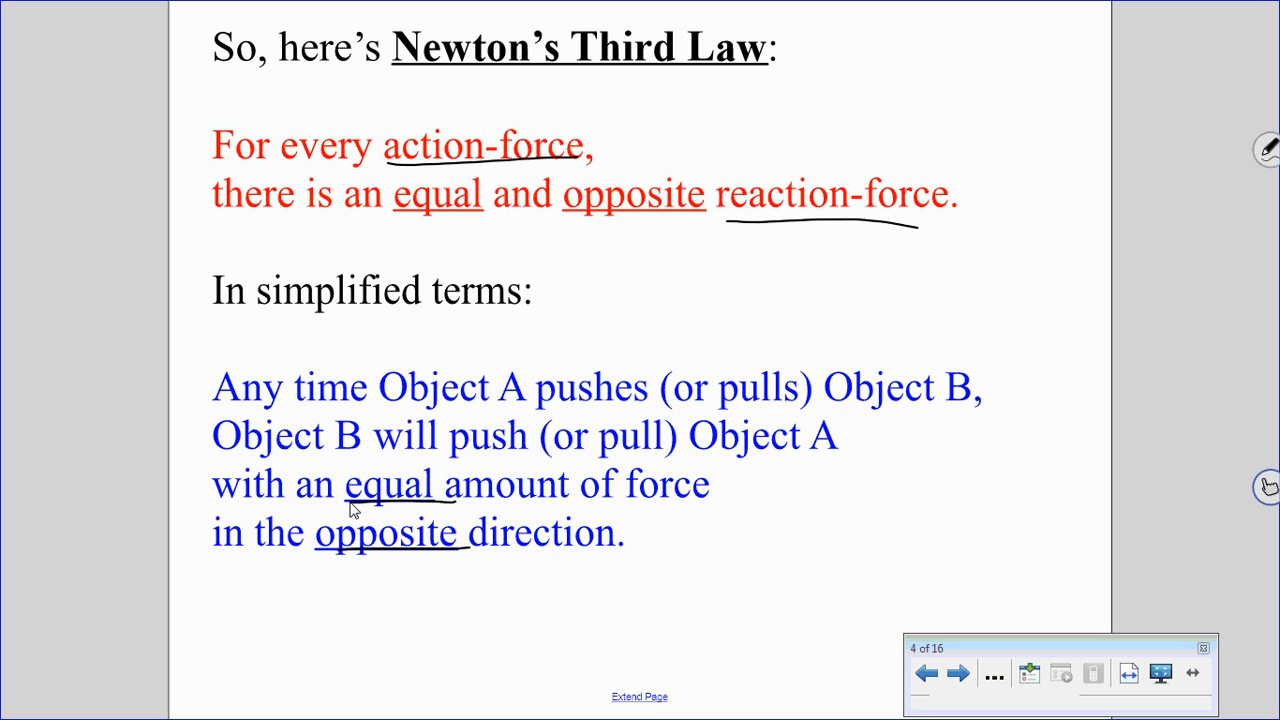 So, here’s Newton’s Third Law:
For every action-force,
there is an equal and opposite reaction-force.
In simplified terms:
Any time Object A pushes (or pulls) Object B,
Object B will push (or pull) Object A
with an equal amount of force
in the opposite direction.
4 of 16
...
Extend Page